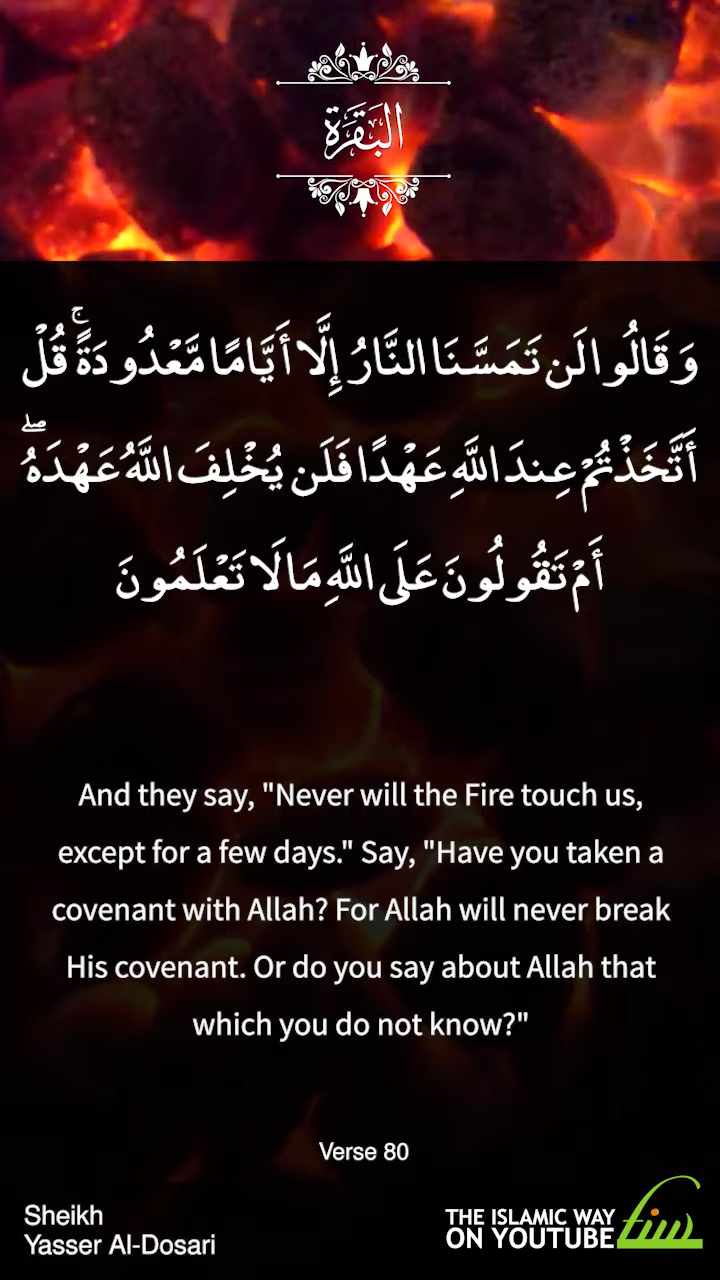 البَقَرَة
وَقَالُوا لَن تَمَسَّنَا النَّارُ إِلَّا أَيَّامًا مَّعْدُودَةً ۚ قُلْ
أَتَّخَذْتُمْ عِندَ اللَّهِ عَهْدًا فَلَن يُخْلِفَ اللَّهُ عَهْدَهُ ۖ
أَمْ تَقُولُونَ عَلَى اللَّهِ مَا لَا تَعْلَمُونَ
And they say, "Never will the Fire touch us,
except for a few days." Say, "Have you taken a
covenant with Allah? For Allah will never break
His covenant. Or do you say about Allah that
which you do not know?"
Verse 80
Sheikh
Yasser Al-Dosari
THE ISLAMIC WAY
ON YOUTUBE
tiw